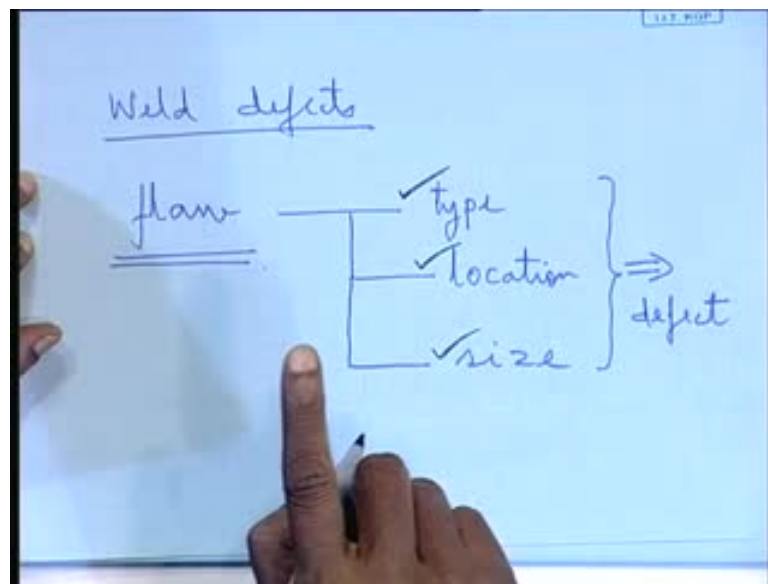 Weld defects
flaw
✓type
✓location
✓size
⇒
defect